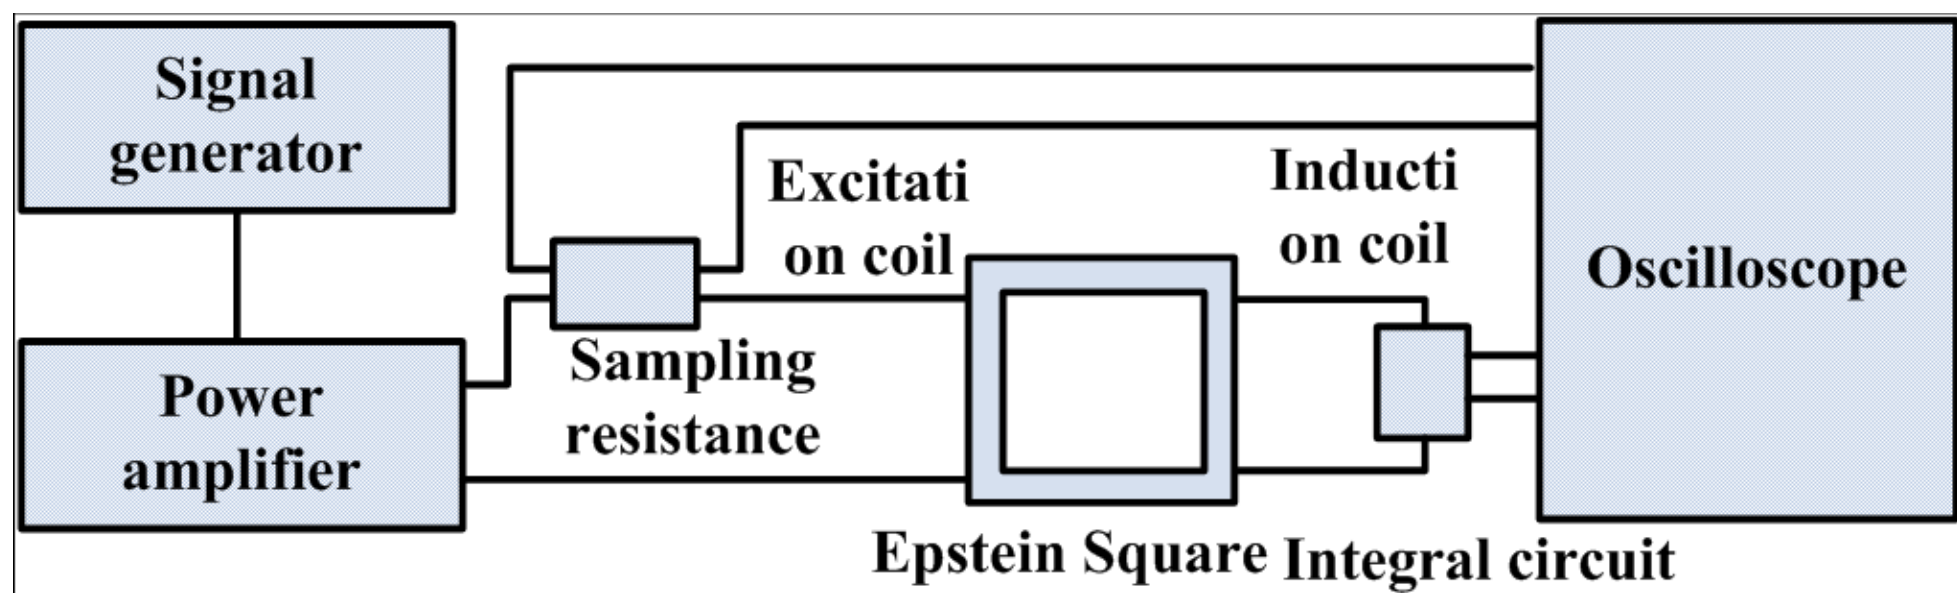 Signal
generator
Excitati
on coil
Inducti
on coil
Oscilloscope
Sampling
resistance
Power
amplifier
Epstein Square
Integral circuit